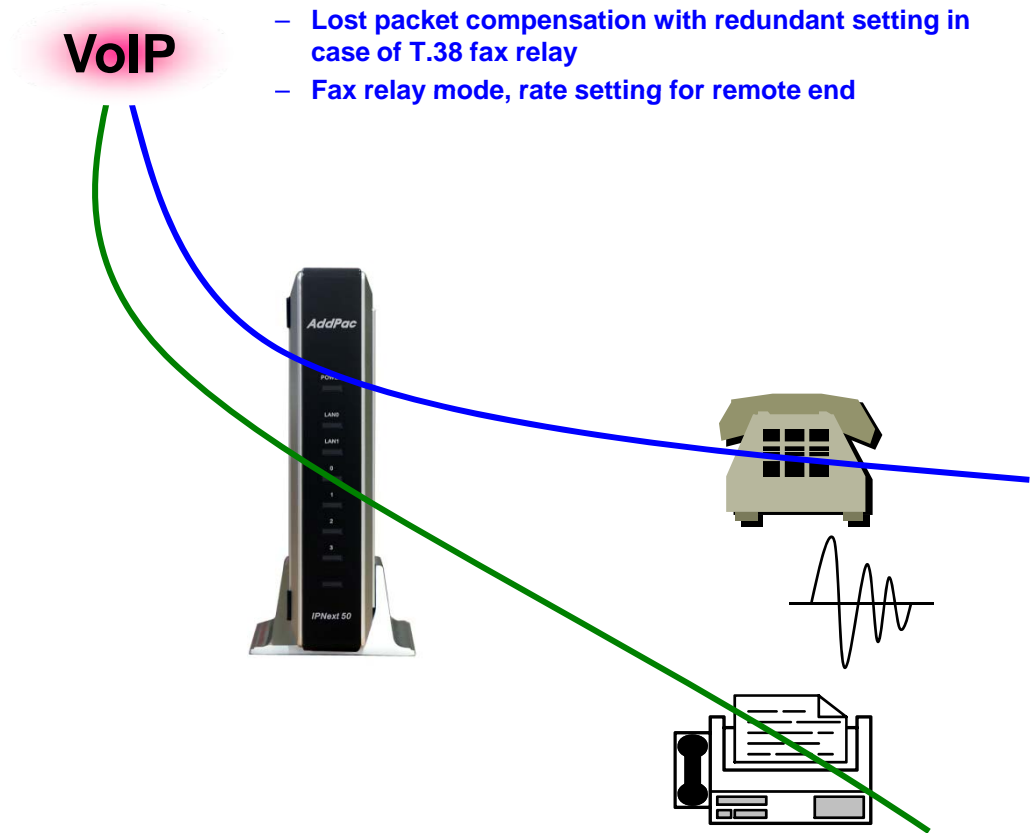 – Lost packet compensation with redundant setting in
case of T.38 fax relay
– Fax relay mode, rate setting for remote end
VoIP
AddPac
POWE
LAN0
LAN1
0
1
2
3
IPNext 50